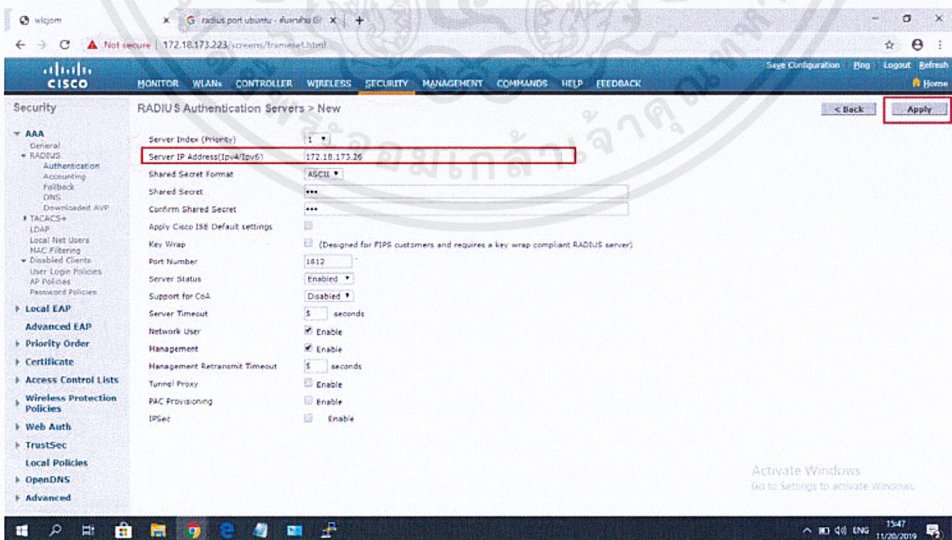 wlcjom
radius port ubuntu -
Not secure | 172.18.173.223/screens/frameset.html
Save Configuration Ping Logout Refresh
CISCO MONITOR WLANs CONTROLLER WIRELESS SECURITY MANAGEMENT COMMANDS HELP FEEDBACK
Home
Security
RADIUS Authentication Servers > New
< Back Apply
AAA
General
RADIUS
Authentication
Accounting
Fallback
DNS
Downloaded AVP
TACACS+
LDAP
Local Net Users
MAC Filtering
Disabled Clients
User Login Policies
AP Policies
Password Policies
Local EAP
Advanced EAP
Priority Order
Certificate
Access Control Lists
Wireless Protection
Policies
Web Auth
TrustSec
Local Policies
OpenDNS
Advanced
Server Index (Priority) 1
Server IP Address(Ipv4/Ipv6) 172.18.173.26
Shared Secret Format ASCII
Shared Secret •••
Confirm Shared Secret •••
Apply Cisco ISE Default settings
Key Wrap (Designed for FIPS customers and requires a key wrap compliant RADIUS server)
Port Number 1812
Server Status Enabled
Support for CoA Disabled
Server Timeout 5 seconds
Network User Enable
Management Enable
Management Retransmit Timeout 5 seconds
Tunnel Proxy Enable
PAC Provisioning Enable
IPSec Enable
Activate Windows
Go to Settings to activate Windows.
ENG
15:47
11/20/2019